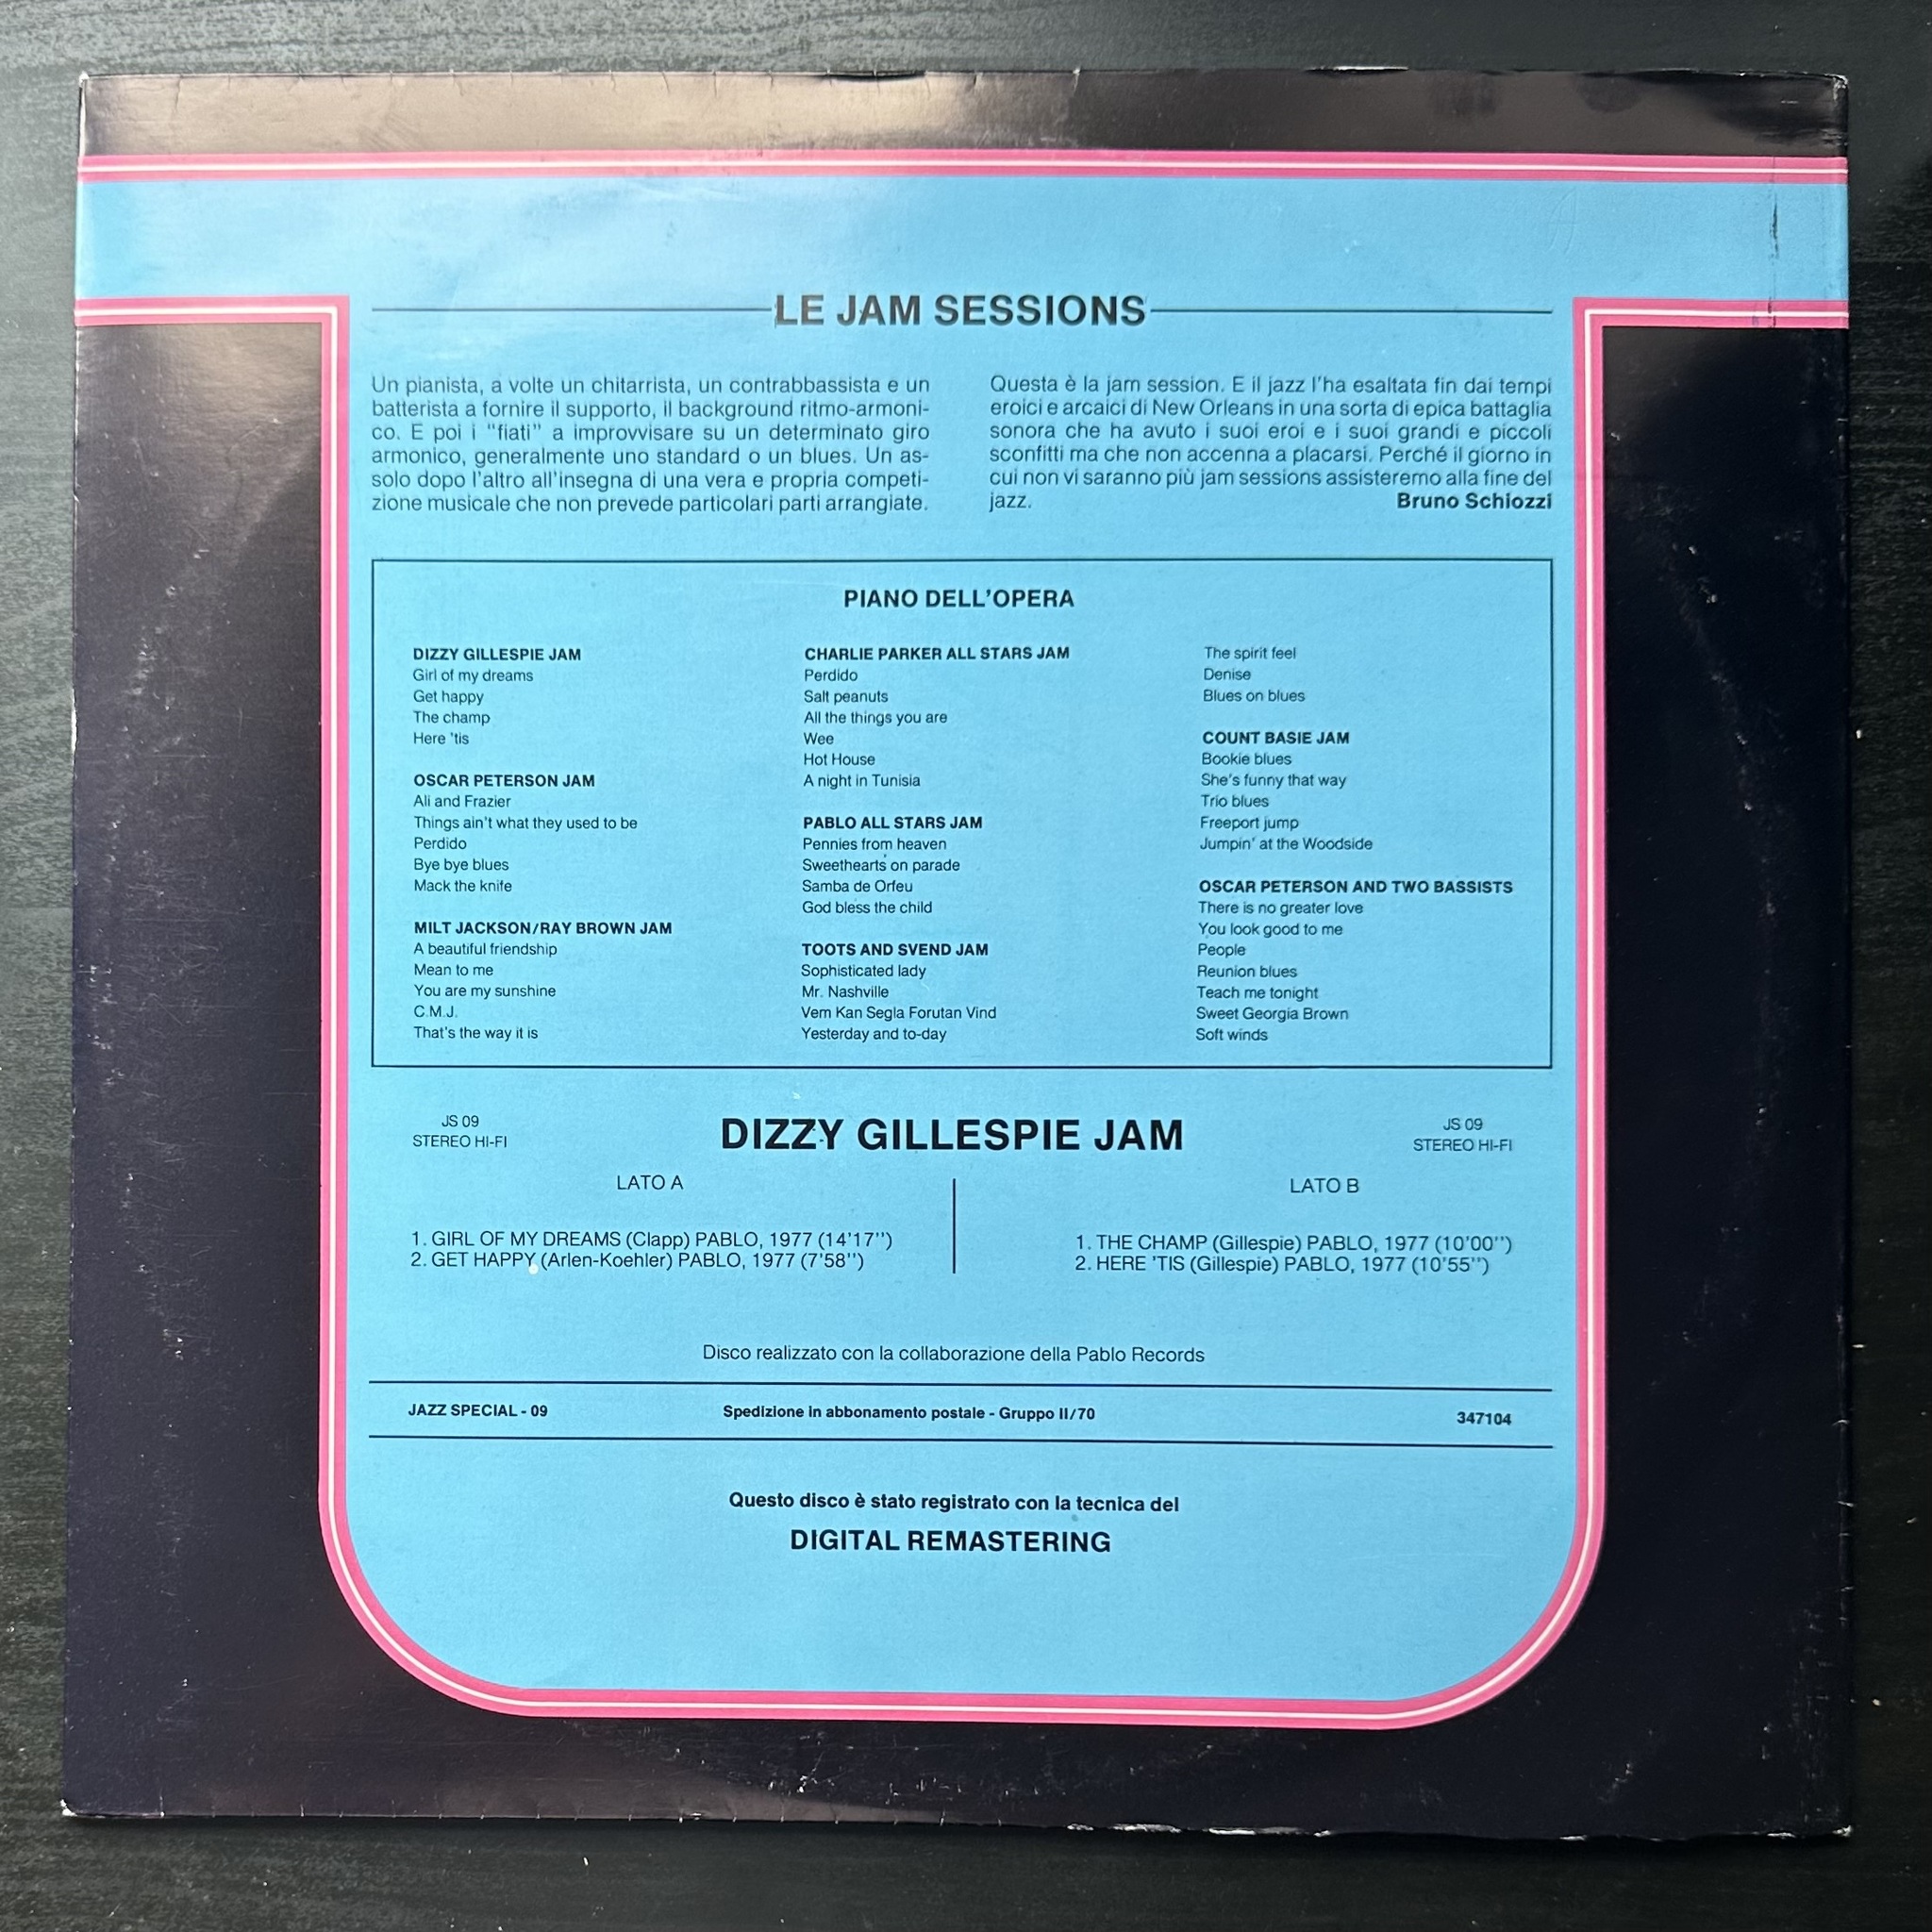 LE JAM SESSIONS
Un pianista, a volte un chitarrista, un contrabbassista e un
batterista a fornire il supporto, il background ritmo-armoni-
co. E poi i "fiati" a improvvisare su un determinato giro
armonico, generalmente uno standard o un blues. Un as-
solo dopo l'altro all'insegna di una vera e propria competi-
zione musicale che non prevede particolari parti arrangiate.
Questa è la jam session. E il jazz l'ha esaltata fin dai tempi
eroici e arcaici di New Orleans in una sorta di epica battaglia
sonora che ha avuto i suoi eroi e i suoi grandi e piccoli
sconfitti ma che non accenna a placarsi. Perché il giorno in
cui non vi saranno più jam sessions assisteremo alla fine del
jazz. Bruno Schiozzi
PIANO DELL'OPERA
DIZZY GILLESPIE JAM
Girl of my dreams
Get happy
The champ
Here 'tis
OSCAR PETERSON JAM
Ali and Frazier
Things ain't what they used to be
Perdido
Bye bye blues
Mack the knife
MILT JACKSON/RAY BROWN JAM
A beautiful friendship
Mean to me
You are my sunshine
C.M.J.
That's the way it is
CHARLIE PARKER ALL STARS JAM
Perdido
Salt peanuts
All the things you are
Wee
Hot House
A night in Tunisia
PABLO ALL STARS JAM
Pennies from heaven
Sweethearts on parade
Samba de Orfeu
God bless the child
TOOTS AND SVEND JAM
Sophisticated lady
Mr. Nashville
Vem Kan Segla Forutan Vind
Yesterday and to-day
The spirit feel
Denise
Blues on blues
COUNT BASIE JAM
Bookie blues
She's funny that way
Trio blues
Freeport jump
Jumpin' at the Woodside
OSCAR PETERSON AND TWO BASSISTS
There is no greater love
You look good to me
People
Reunion blues
Teach me tonight
Sweet Georgia Brown
Soft winds
JS 09
STEREO HI-FI
DIZZY GILLESPIE JAM
JS 09
STEREO HI-FI
LATO A
1. GIRL OF MY DREAMS (Clapp) PABLO, 1977 (14'17'')
2. GET HAPPY (Arlen-Koehler) PABLO, 1977 (7'58'')
LATO B
1. THE CHAMP (Gillespie) PABLO, 1977 (10'00'')
2. HERE 'TIS (Gillespie) PABLO, 1977 (10'55'')
Disco realizzato con la collaborazione della Pablo Records
JAZZ SPECIAL - 09 Spedizione in abbonamento postale - Gruppo II/70 347104
Questo disco è stato registrato con la tecnica del
DIGITAL REMASTERING